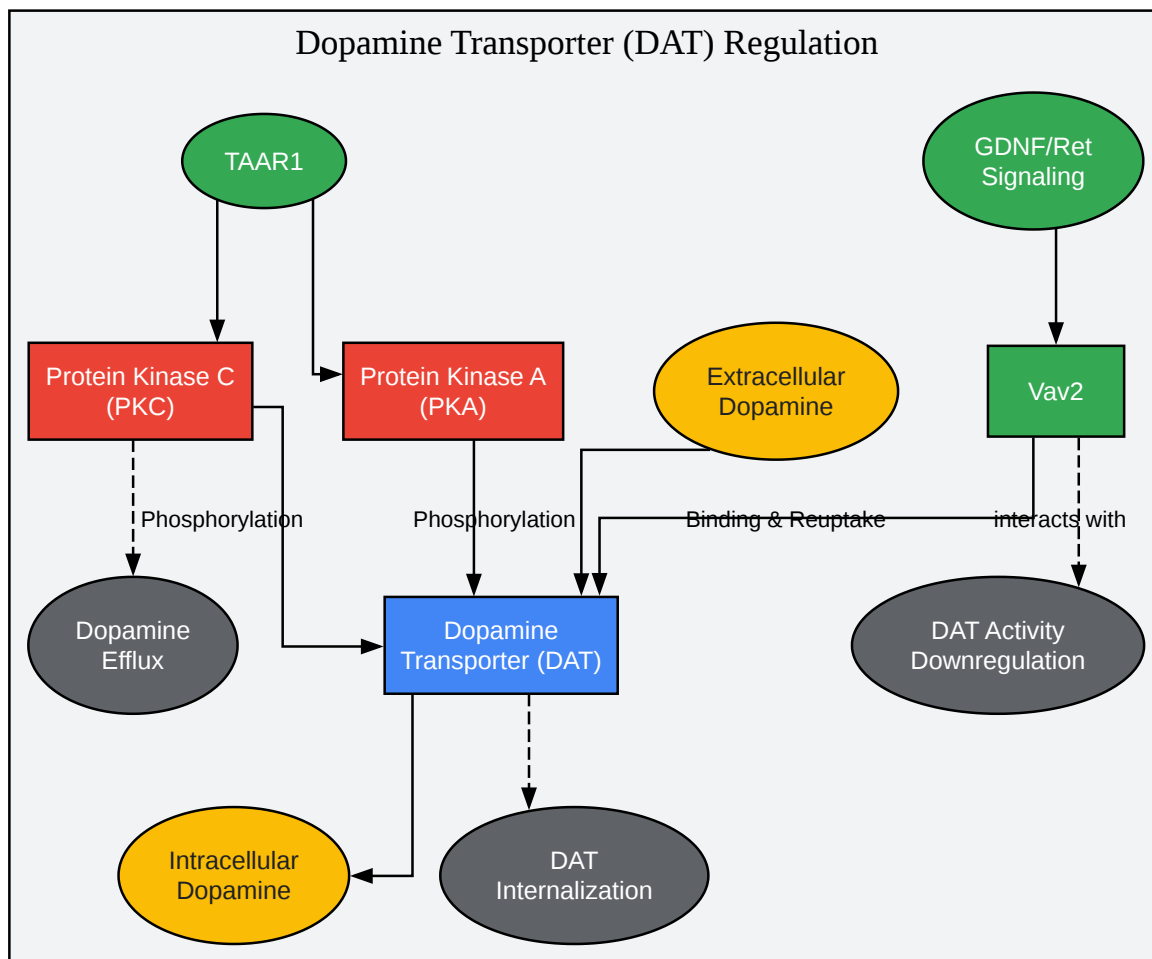 Dopamine Transporter (DAT) Regulation
TAAR1
GDNF/Ret
Signaling
Protein Kinase C
(PKC)
Protein Kinase A
(PKA)
Extracellular
Dopamine
Vav2
Phosphorylation
Phosphorylation
Binding & Reuptake
interacts with
Dopamine
Efflux
Dopamine
Transporter (DAT)
DAT Activity
Downregulation
Intracellular
Dopamine
DAT
Internalization